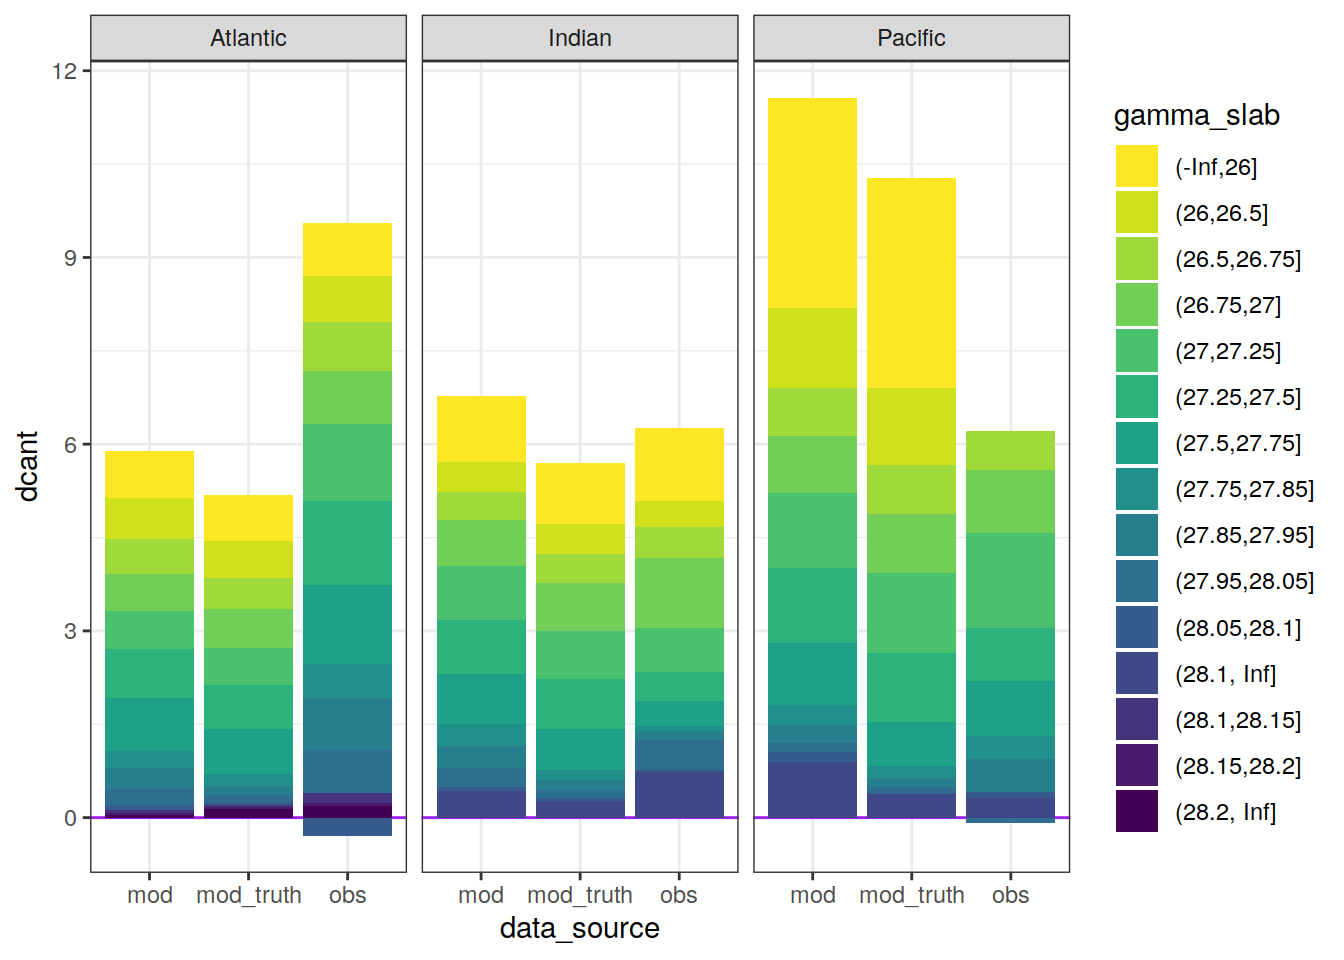 Atlantic Indian Pacific
12
9
6
3
0
dcant
mod mod_truth obs mod mod_truth obs mod mod_truth obs
data_source
gamma_slab
(-Inf,26]
(26,26.5]
(26.5,26.75]
(26.75,27]
(27,27.25]
(27.25,27.5]
(27.5,27.75]
(27.75,27.85]
(27.85,27.95]
(27.95,28.05]
(28.05,28.1]
(28.1, Inf]
(28.1,28.15]
(28.15,28.2]
(28.2, Inf]